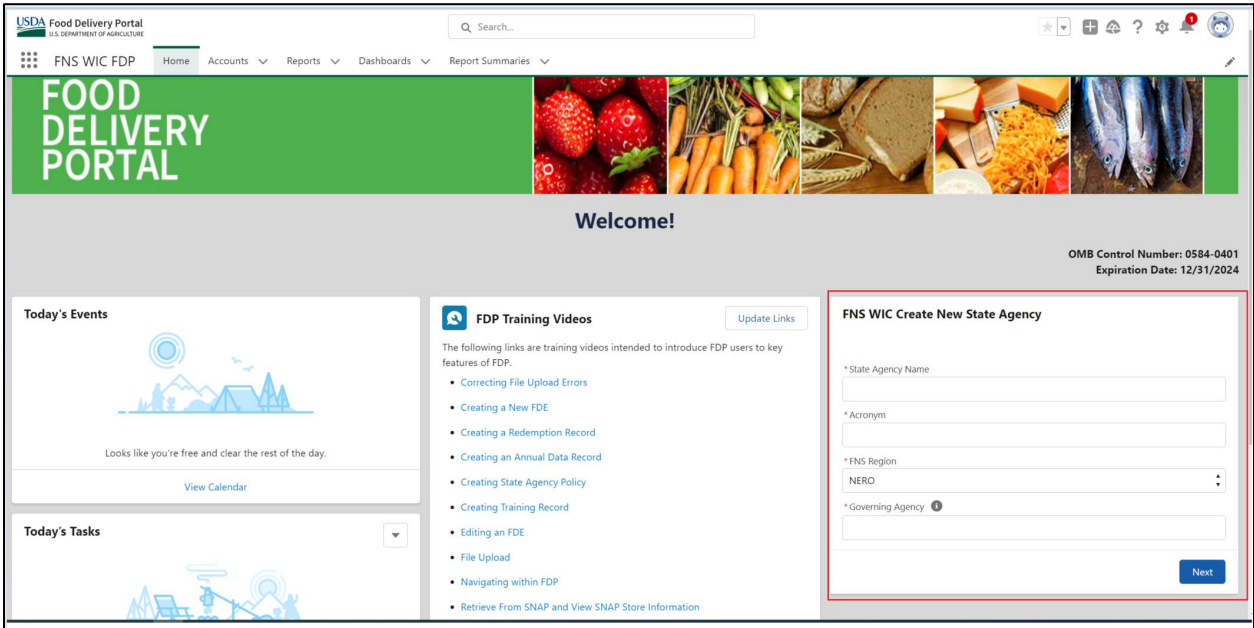 USDA Food Delivery Portal
U.S. DEPARTMENT OF AGRICULTURE
Search...
1
FNS WIC FDP Home Accounts Reports Dashboards Report Summaries
FOOD
DELIVERY
PORTAL
Welcome!
OMB Control Number: 0584-0401
Expiration Date: 12/31/2024
Today's Events
Looks like you're free and clear the rest of the day.
View Calendar
Today's Tasks
FDP Training Videos
Update Links
The following links are training videos intended to introduce FDP users to key
features of FDP.
• Correcting File Upload Errors
• Creating a New FDE
• Creating a Redemption Record
• Creating an Annual Data Record
• Creating State Agency Policy
• Creating Training Record
• Editing an FDE
• File Upload
• Navigating within FDP
• Retrieve From SNAP and View SNAP Store Information
FNS WIC Create New State Agency
*State Agency Name
*Acronym
*FNS Region
NERO
*Governing Agency
Next